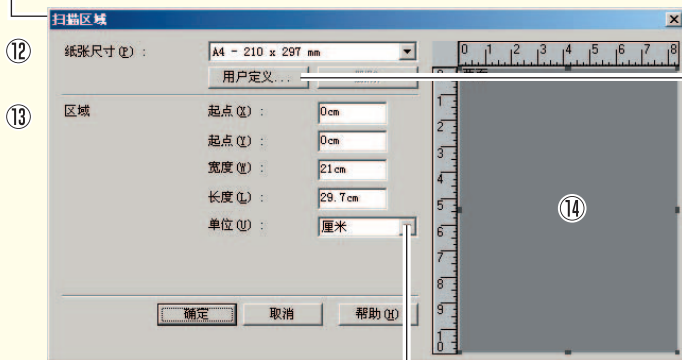 扫描区域
⑫ 纸张尺寸(P)： A4 - 210 x 297 mm
用户定义...
⑬ 区域 起点(X)： 0cm
起点(Y)： 0cm
宽度(W)： 21cm
长度(L)： 29.7cm
单位(U)： 厘米
确定 取消 帮助(H)
0 1 2 3 4 5 6 7 8
1
2
3
4
5
6
7
8
9
10
⑭